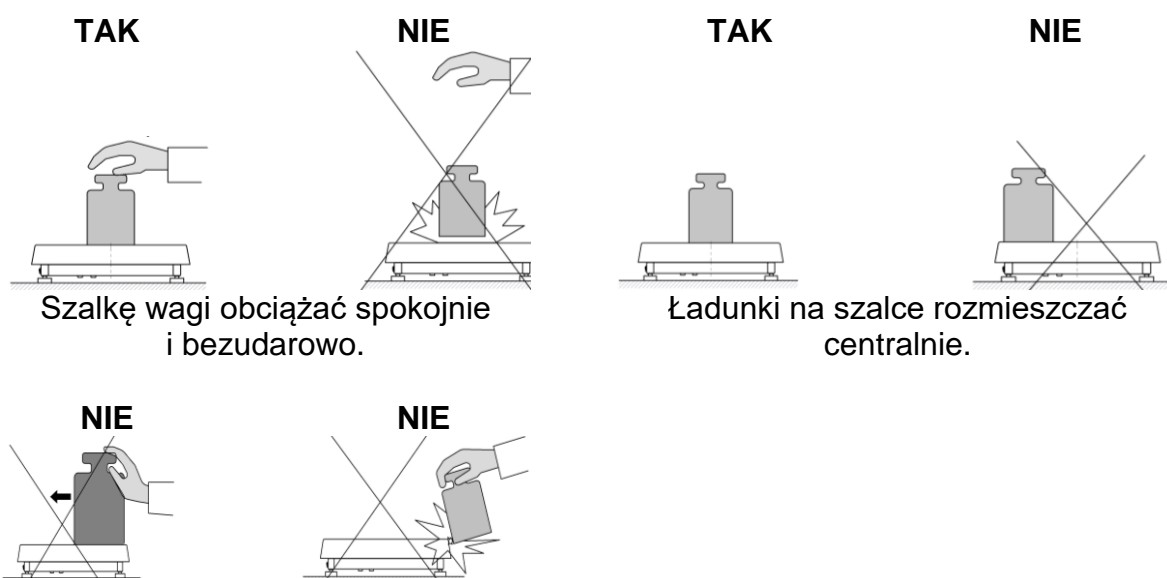 TAK
NIE
TAK
NIE
Szalkę wagi obciążać spokojnie
i bezudarowo.
Ładunki na szalce rozmieszczać
centralnie.
NIE
NIE